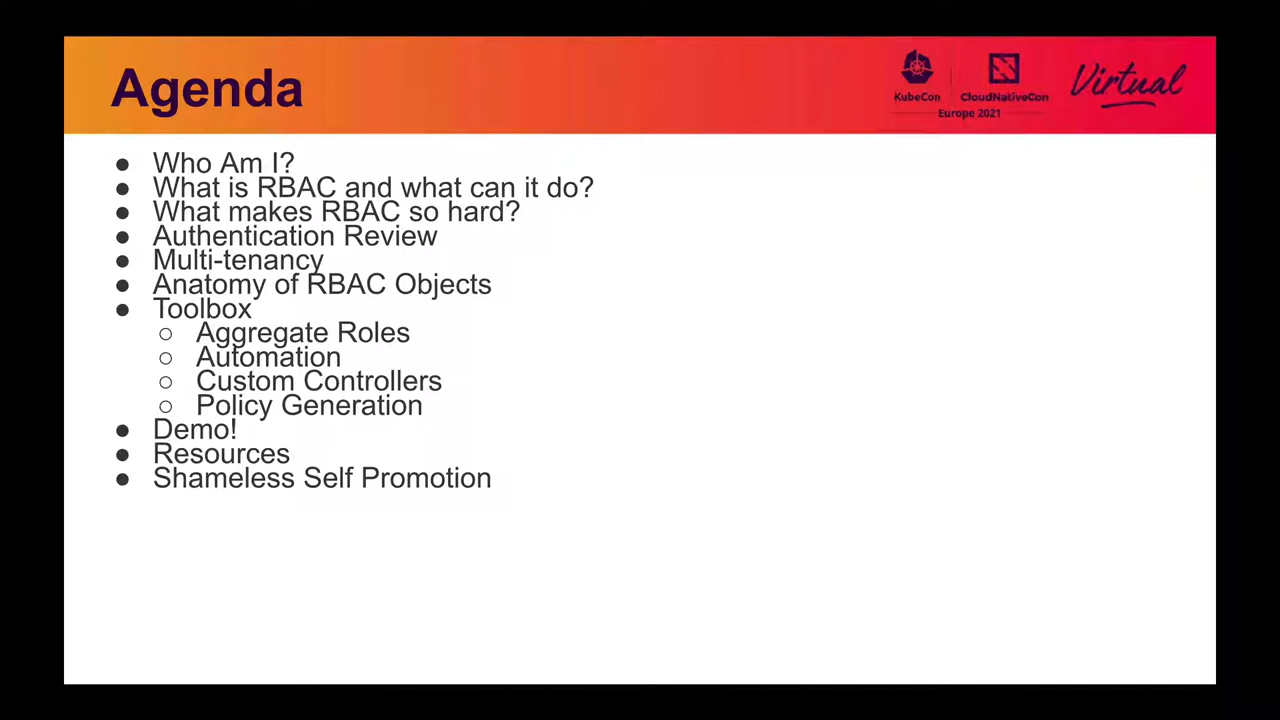 Agenda
KubeCon
CloudNativeCon
Europe 2021
Virtual
● Who Am I?
● What is RBAC and what can it do?
● What makes RBAC so hard?
● Authentication Review
● Multi-tenancy
● Anatomy of RBAC Objects
● Toolbox
○ Aggregate Roles
○ Automation
○ Custom Controllers
○ Policy Generation
● Demo!
● Resources
● Shameless Self Promotion